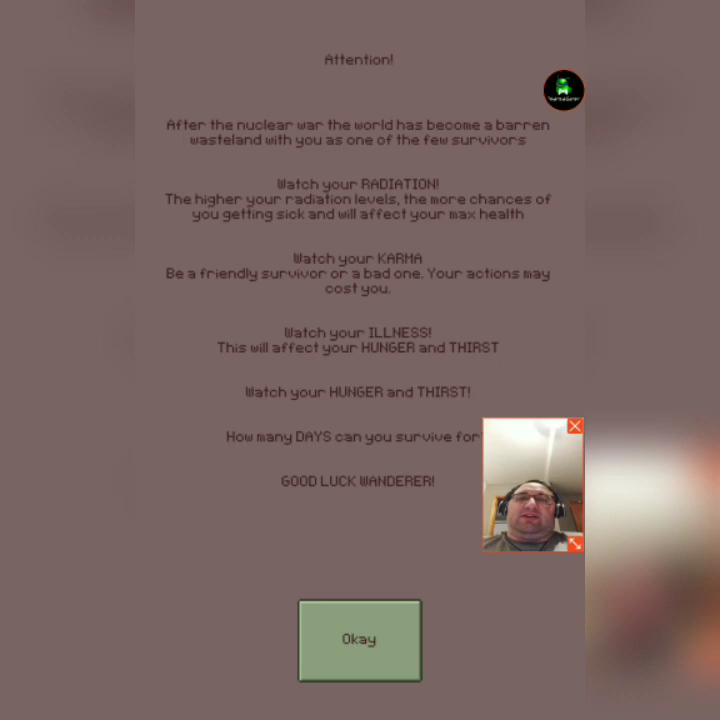 Attention!
After the nuclear war the world has become a barren
wasteland with you as one of the few survivors
Watch your RADIATION!
The higher your radiation levels, the more chances of
you getting sick and will affect your max health
Watch your KARMA
Be a friendly survivor or a bad one. Your actions may
cost you.
Watch your ILLNESS!
This will affect your HUNGER and THIRST
Watch your HUNGER and THIRST!
How many DAYS can you survive for
GOOD LUCK WANDERER!
Okay